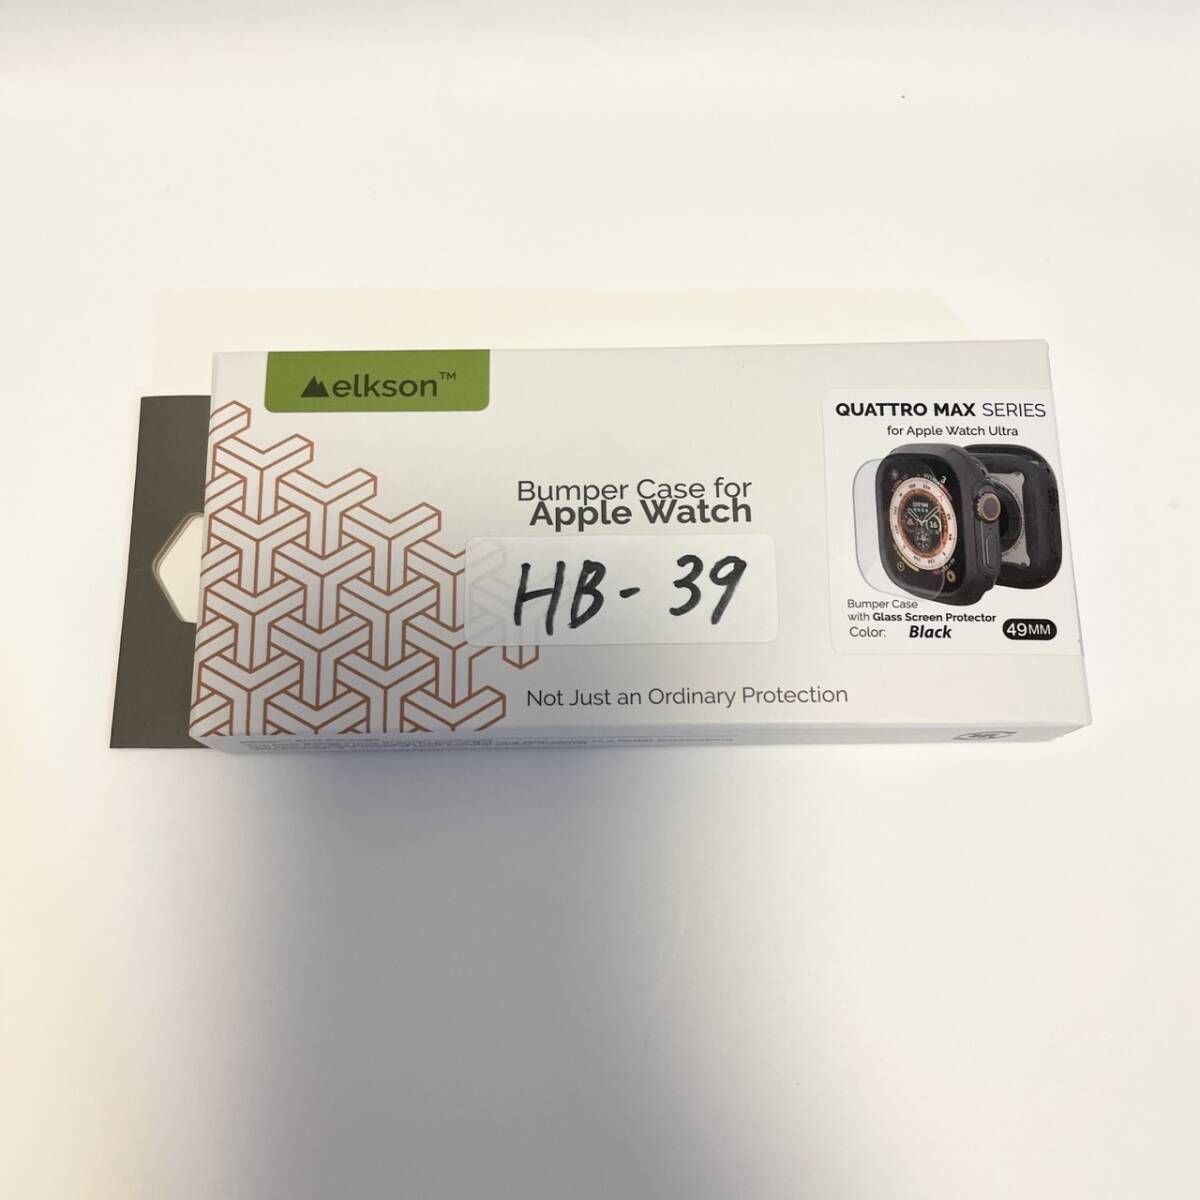 elkson™
Bumper Case for
Apple Watch
HB-39
Not Just an Ordinary Protection
QUATTRO MAX SERIES
for Apple Watch Ultra
Bumper Case
with Glass Screen Protector
Color: Black
49MM